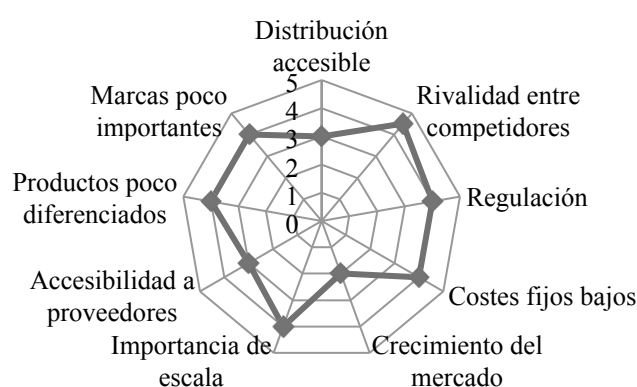 Distribución
accesible
Rivalidad entre
competidores
Regulación
Costes fijos bajos
Crecimiento del
mercado
Importancia de
escala
Accesibilidad a
proveedores
Productos poco
diferenciados
Marcas poco
importantes
5
4
3
2
1
0